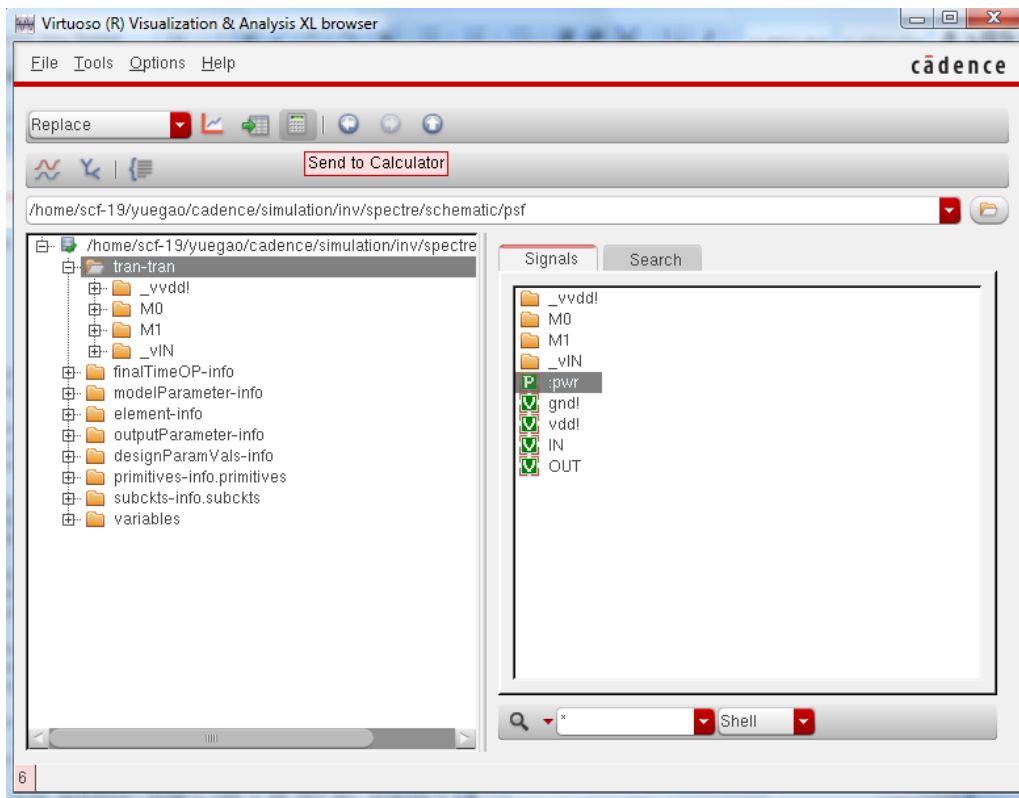 Virtuoso (R) Visualization & Analysis XL browser
File Tools Options Help
cādence
Replace
Send to Calculator
/home/scf-19/yuegao/cadence/simulation/inv/spectre/schematic/psf
/home/scf-19/yuegao/cadence/simulation/inv/spectre
tran-tran
_vvdd!
M0
M1
_vIN
finalTimeOP-info
modelParameter-info
element-info
outputParameter-info
designParamVals-info
primitives-info.primitives
subckts-info.subckts
variables
Signals Search
_vvdd!
M0
M1
_vIN
P :pwr
V gnd!
V vdd!
V IN
V OUT
* Shell
6